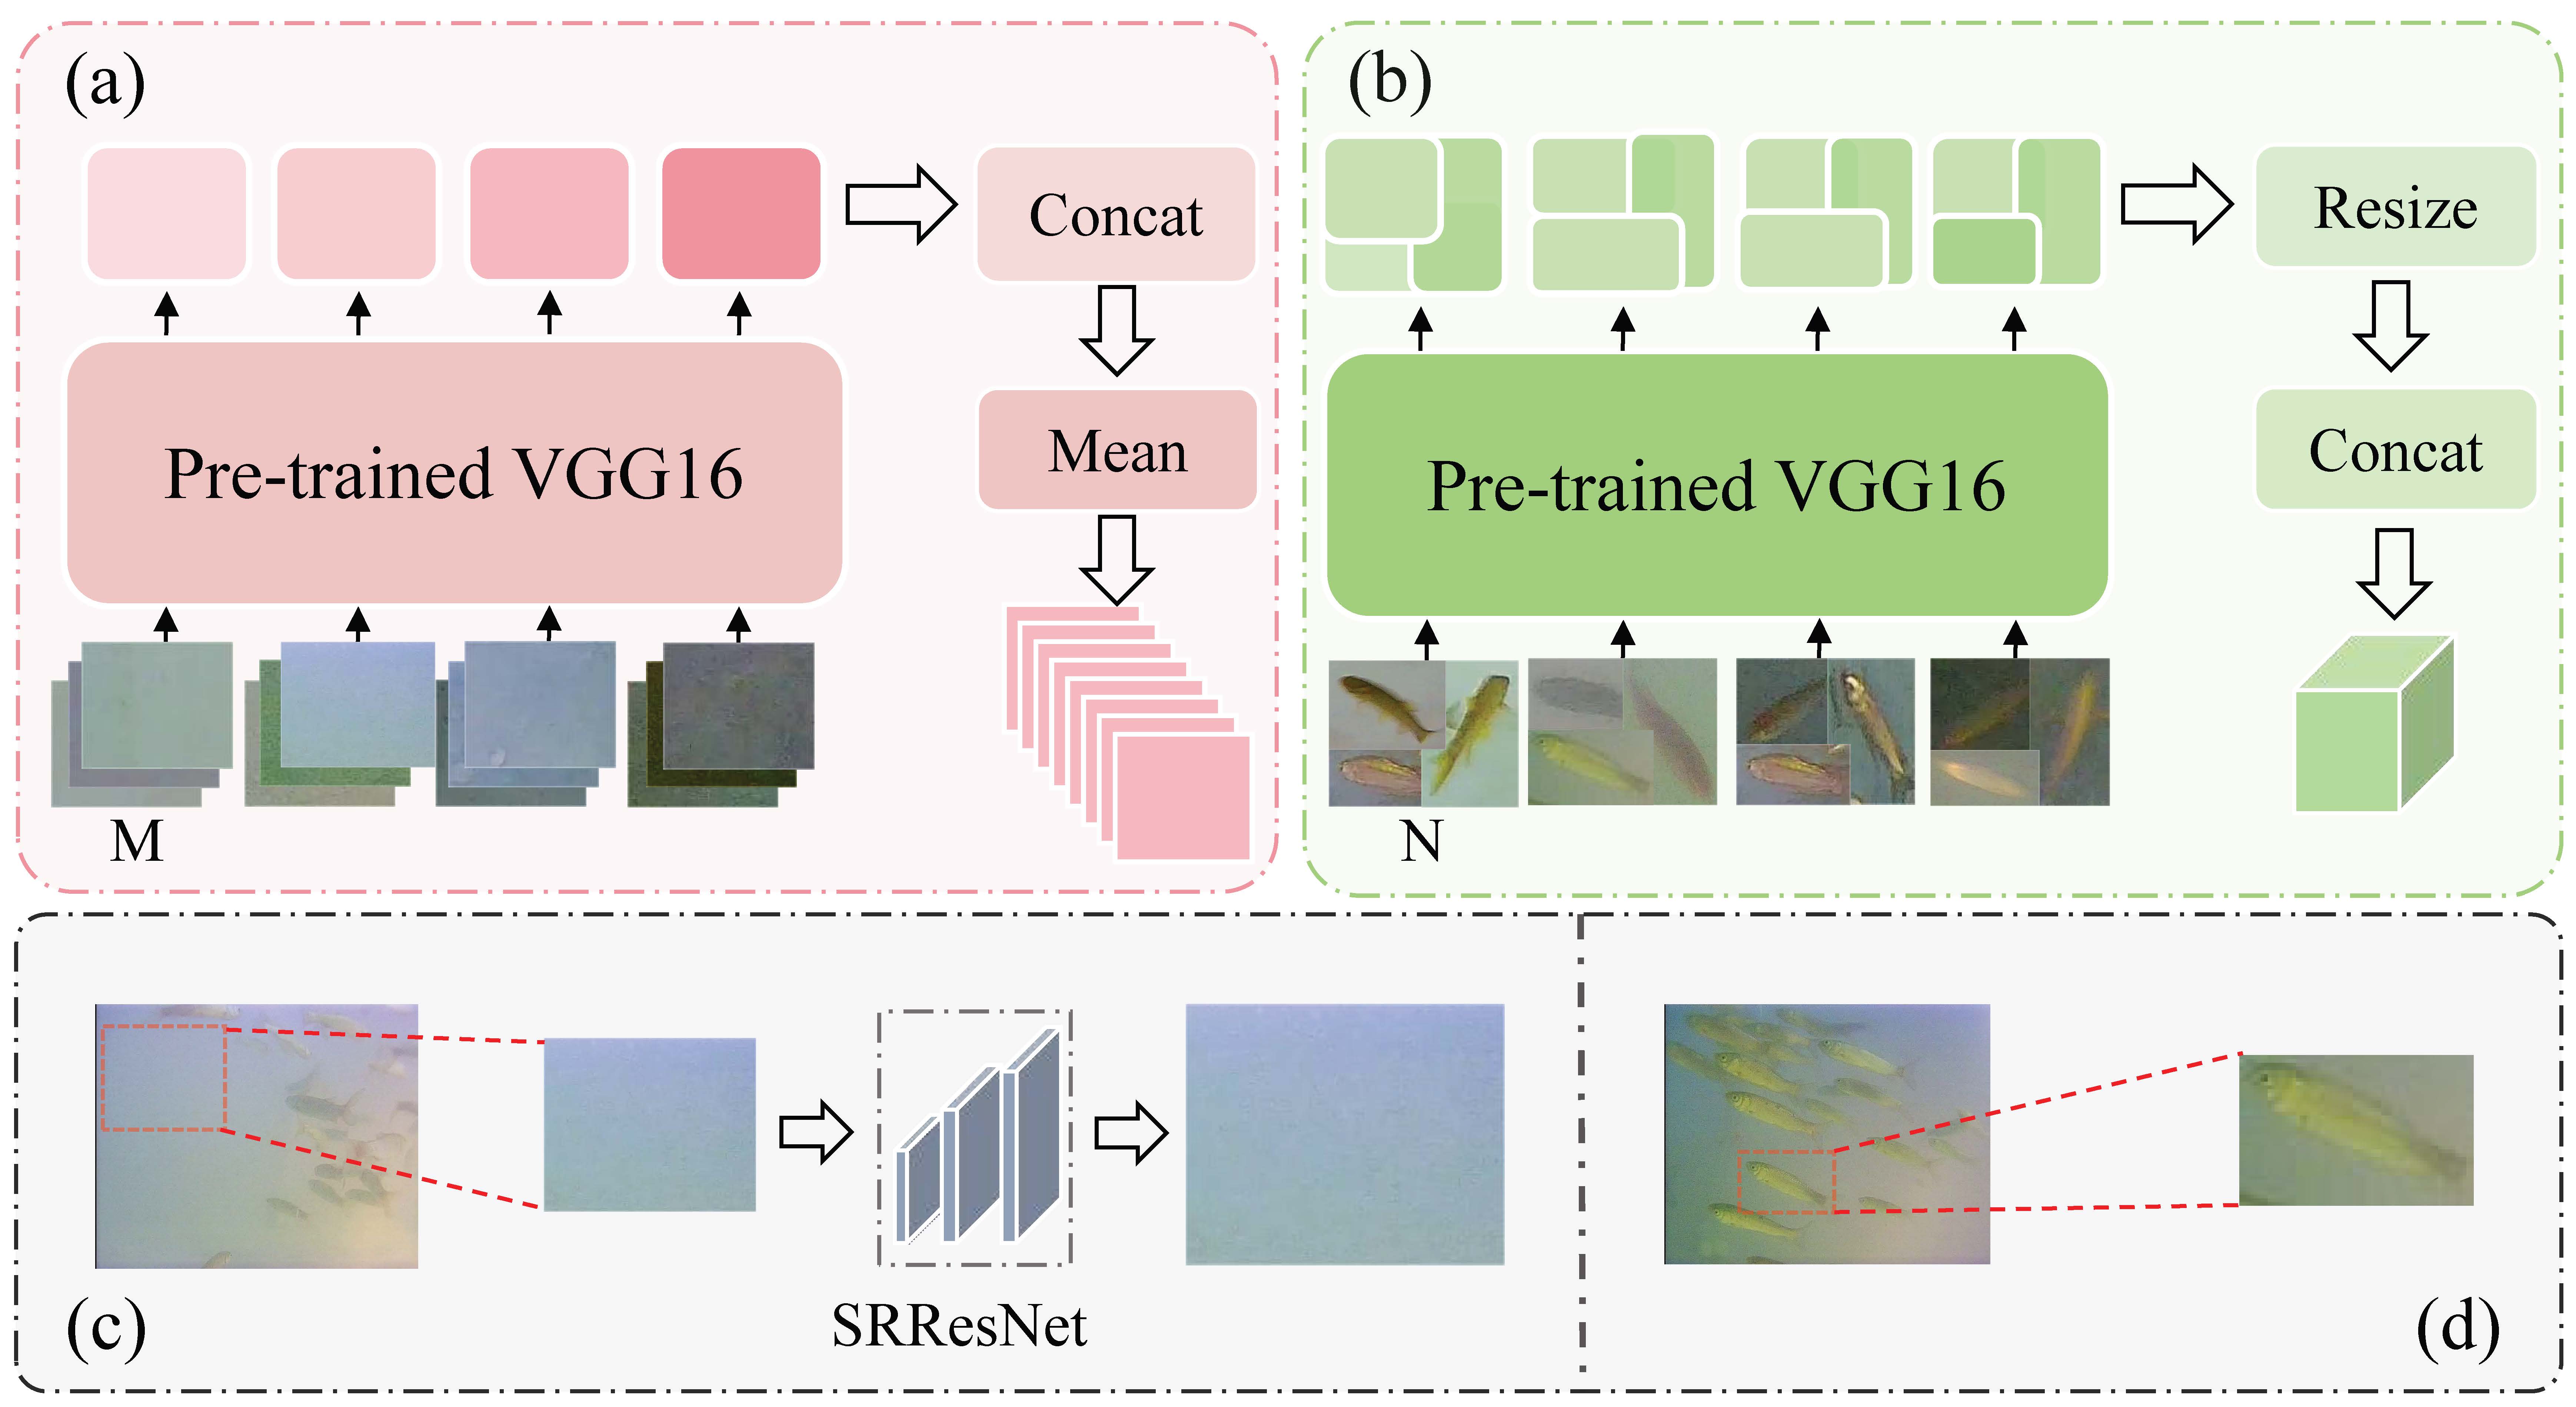 (a)
Concat
Mean
Pre-trained VGG16
M
(b)
Resize
Concat
Pre-trained VGG16
N
(c)
SRResNet
(d)